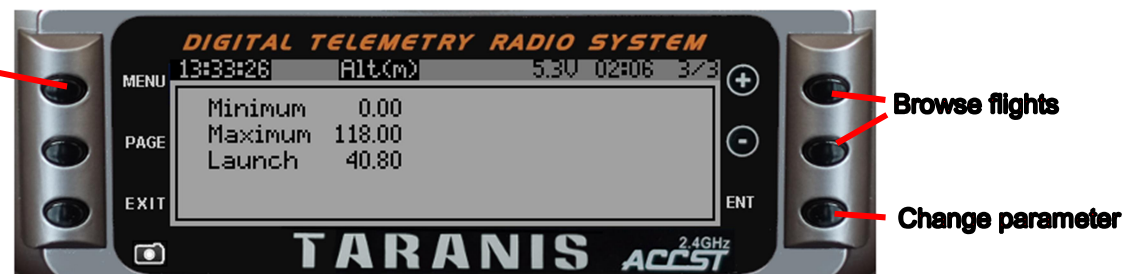 DIGITAL TELEMETRY RADIO SYSTEM
MENU
13:33:26 Alt(m) 5.3V 02:06 3/3
+
Browse flights
Minimum 0.00
PAGE
Maximum 118.00
-
Launch 40.80
EXIT
ENT
Change parameter
TARANIS
2.4GHz
ACCST